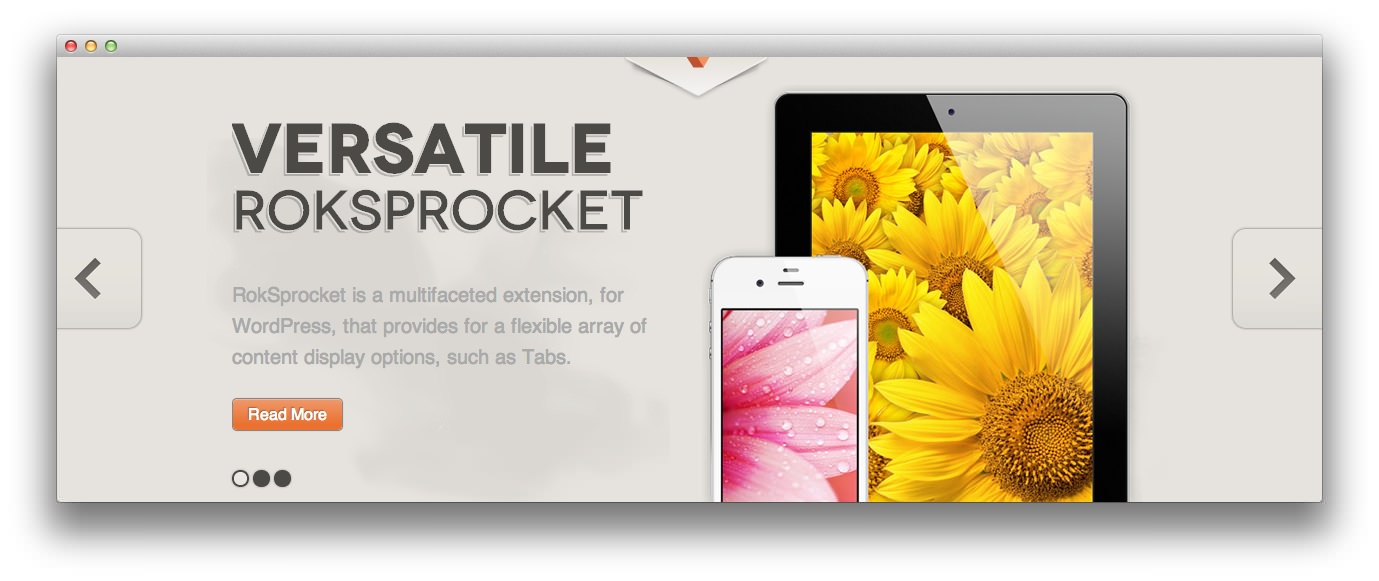 VERSATILE
ROKSPROCKET
RokSprocket is a multifaceted extension, for
WordPress, that provides for a flexible array of
content display options, such as Tabs.
Read More